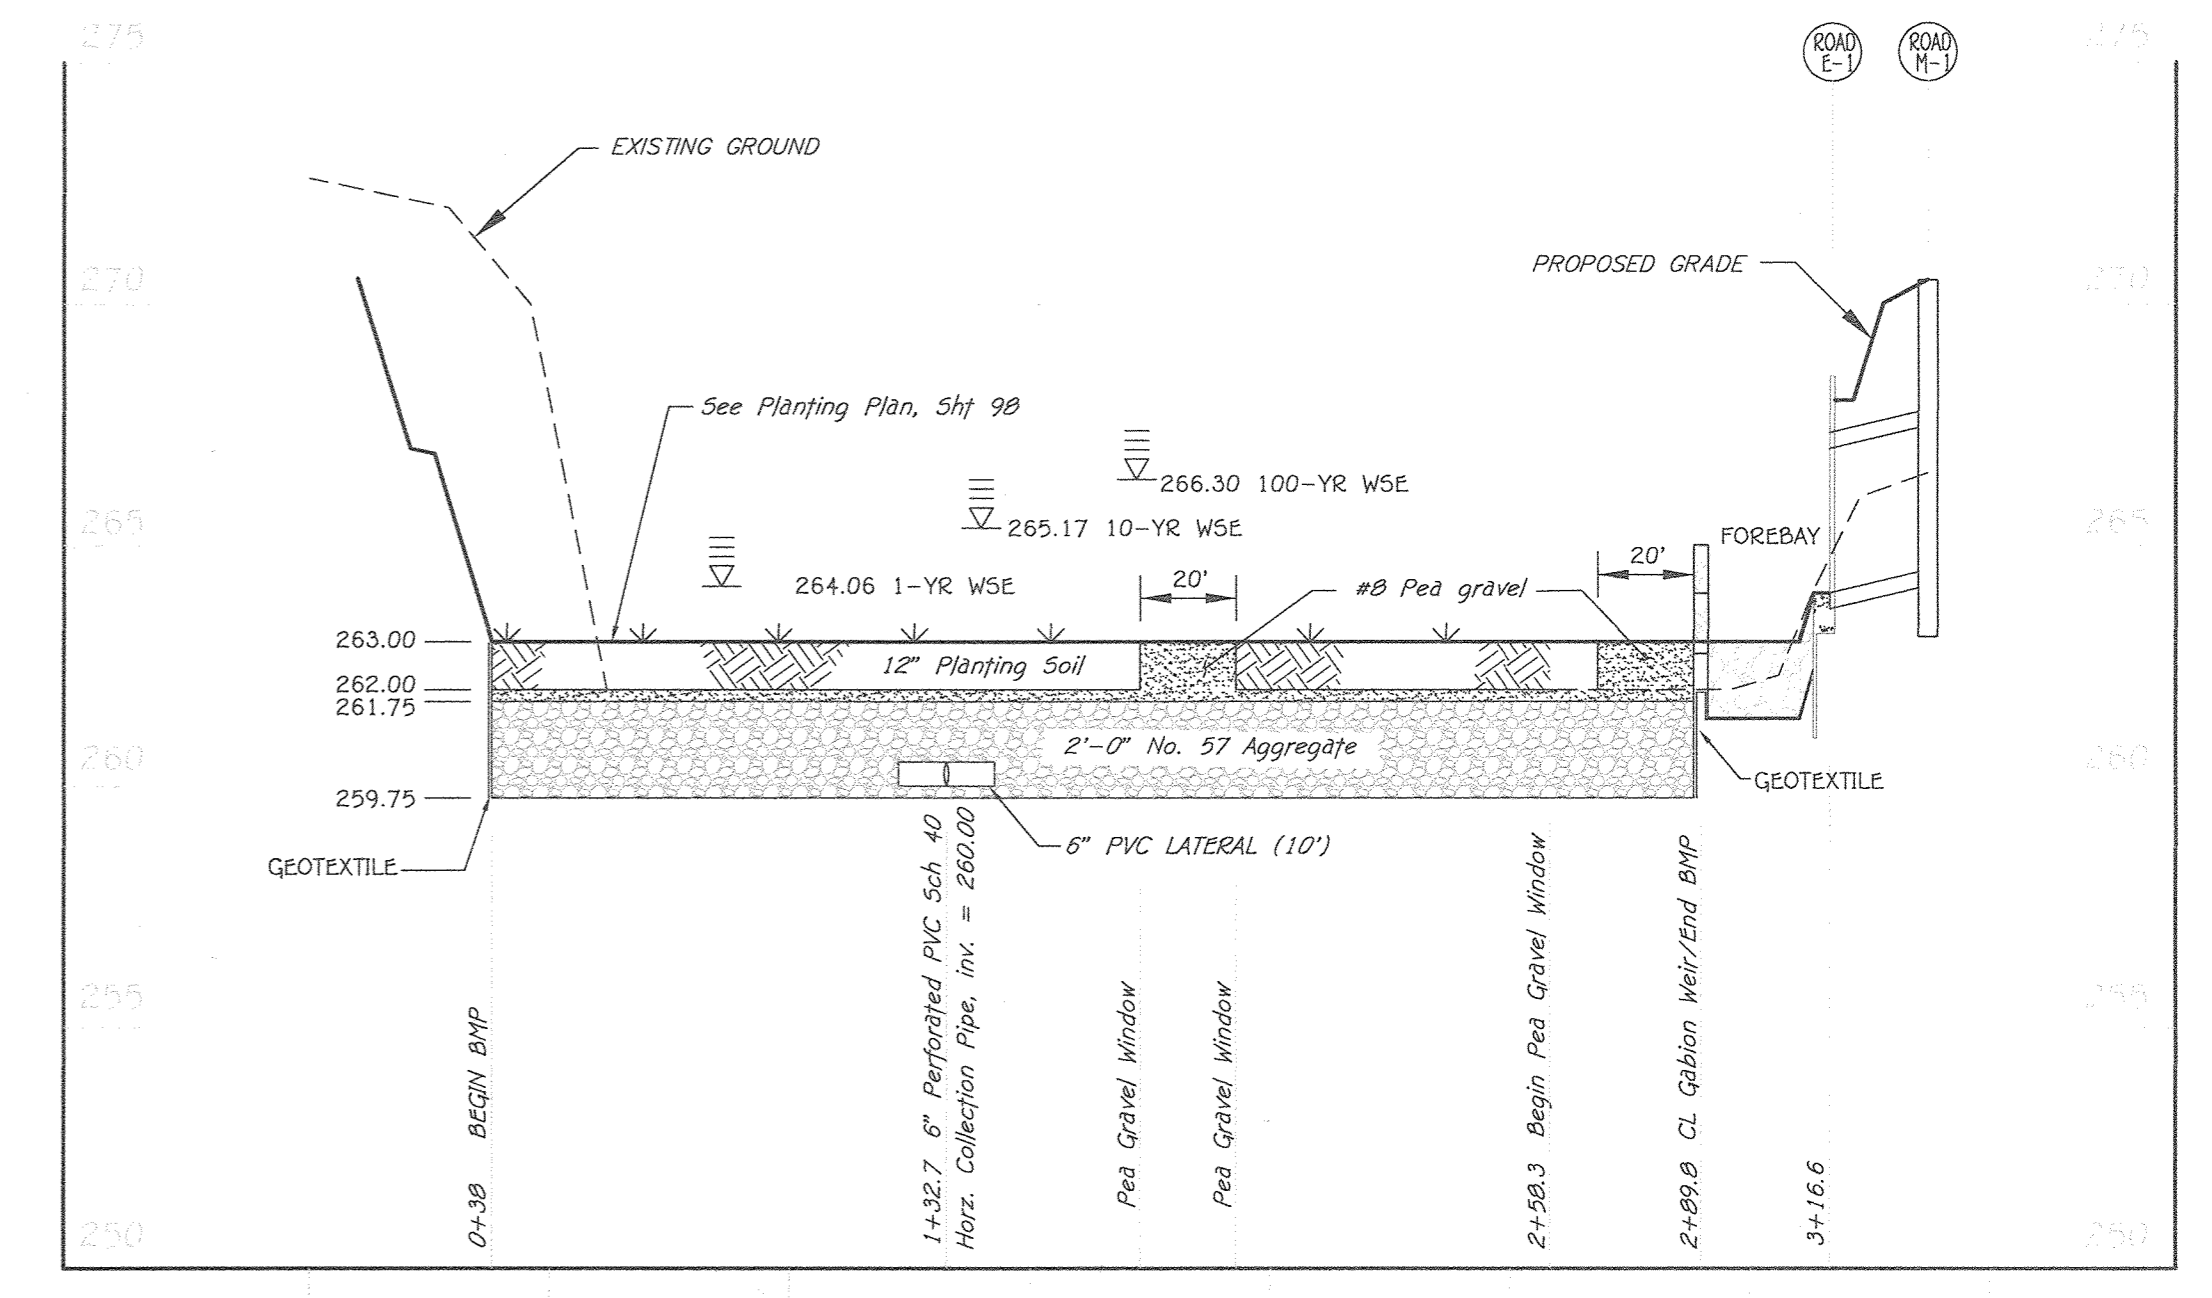 275
275
ROAD
E-1
ROAD
M-1
EXISTING GROUND
PROPOSED GRADE
270
270
See Planting Plan, Sht 98
266.30 100-YR WSE
265.17 10-YR WSE
264.06 1-YR WSE
265
265
FOREBAY
20'
20'
#8 Pea gravel
263.00
262.00
261.75
259.75
12" Planting Soil
2'-0" No. 57 Aggregate
260
260
GEOTEXTILE
GEOTEXTILE
6" PVC LATERAL (10')
255
255
250
250
0+38 BEGIN BMP
1+32.7 6" Perforated PVC Sch 40
Horz. Collection Pipe, inv. = 260.00
Pea Gravel Window
Pea Gravel Window
2+58.3 Begin Pea Gravel Window
2+89.8 CL Gabion Weir/End BMP
3+16.6